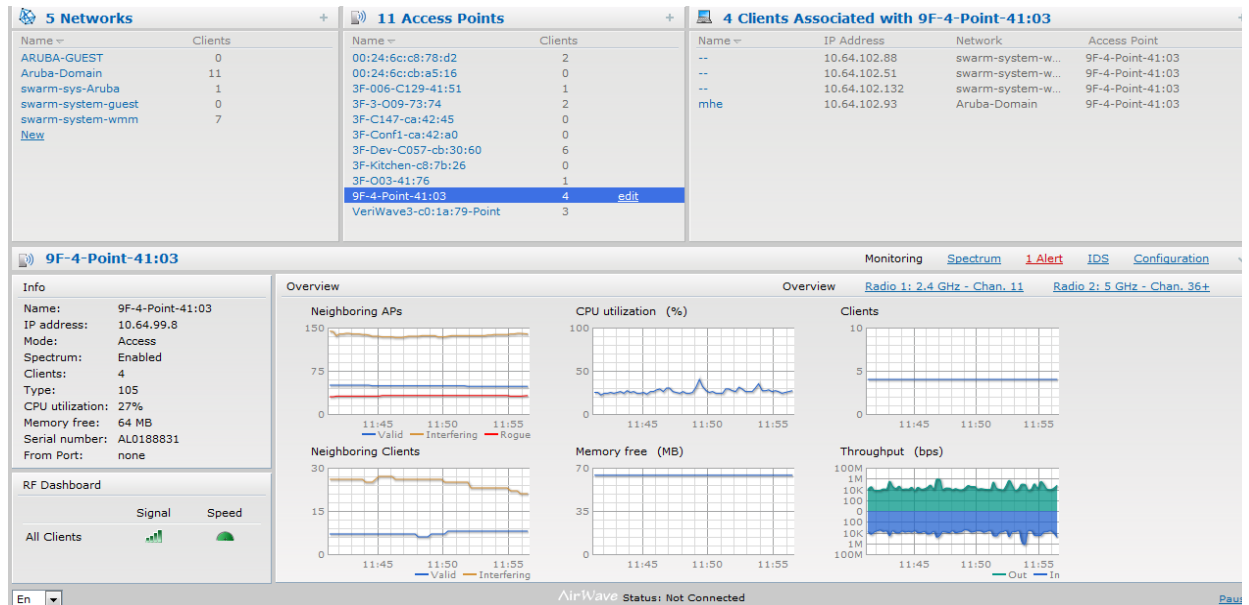 5 Networks +
Name Clients
ARUBA-GUEST 0
Aruba-Domain 11
swarm-sys-Aruba 1
swarm-system-guest 0
swarm-system-wmm 7
New
11 Access Points +
Name Clients
00:24:6c:c8:78:d2 2
00:24:6c:cb:a5:16 0
3F-006-C129-41:51 1
3F-3-O09-73:74 2
3F-C147-ca:42:45 0
3F-Conf1-ca:42:a0 0
3F-Dev-C057-cb:30:60 6
3F-Kitchen-c8:7b:26 0
3F-O03-41:76 1
9F-4-Point-41:03 4 edit
VeriWave3-c0:1a:79-Point 3
4 Clients Associated with 9F-4-Point-41:03
Name IP Address Network Access Point
-- 10.64.102.88 swarm-system-w... 9F-4-Point-41:03
-- 10.64.102.51 swarm-system-w... 9F-4-Point-41:03
-- 10.64.102.132 swarm-system-w... 9F-4-Point-41:03
mhe 10.64.102.93 Aruba-Domain 9F-4-Point-41:03
9F-4-Point-41:03 Monitoring Spectrum 1 Alert IDS Configuration
Info
Name: 9F-4-Point-41:03
IP address: 10.64.99.8
Mode: Access
Spectrum: Enabled
Clients: 4
Type: 105
CPU utilization: 27%
Memory free: 64 MB
Serial number: AL0188831
From Port: none
RF Dashboard
Signal Speed
All Clients
Overview Overview Radio 1: 2.4 GHz - Chan. 11 Radio 2: 5 GHz - Chan. 36+
Neighboring APs
150
75
0
11:45 11:50 11:55
Valid Interfering Rogue
CPU utilization (%)
100
50
0
11:45 11:50 11:55
Clients
10
5
0
11:45 11:50 11:55
Neighboring Clients
30
15
0
11:45 11:50 11:55
Valid Interfering
Memory free (MB)
70
35
0
11:45 11:50 11:55
Throughput (bps)
100M
1M
10K
100
0
100
10K
1M
100M
11:45 11:50 11:55
Out In
En AirWave Status: Not Connected Paus